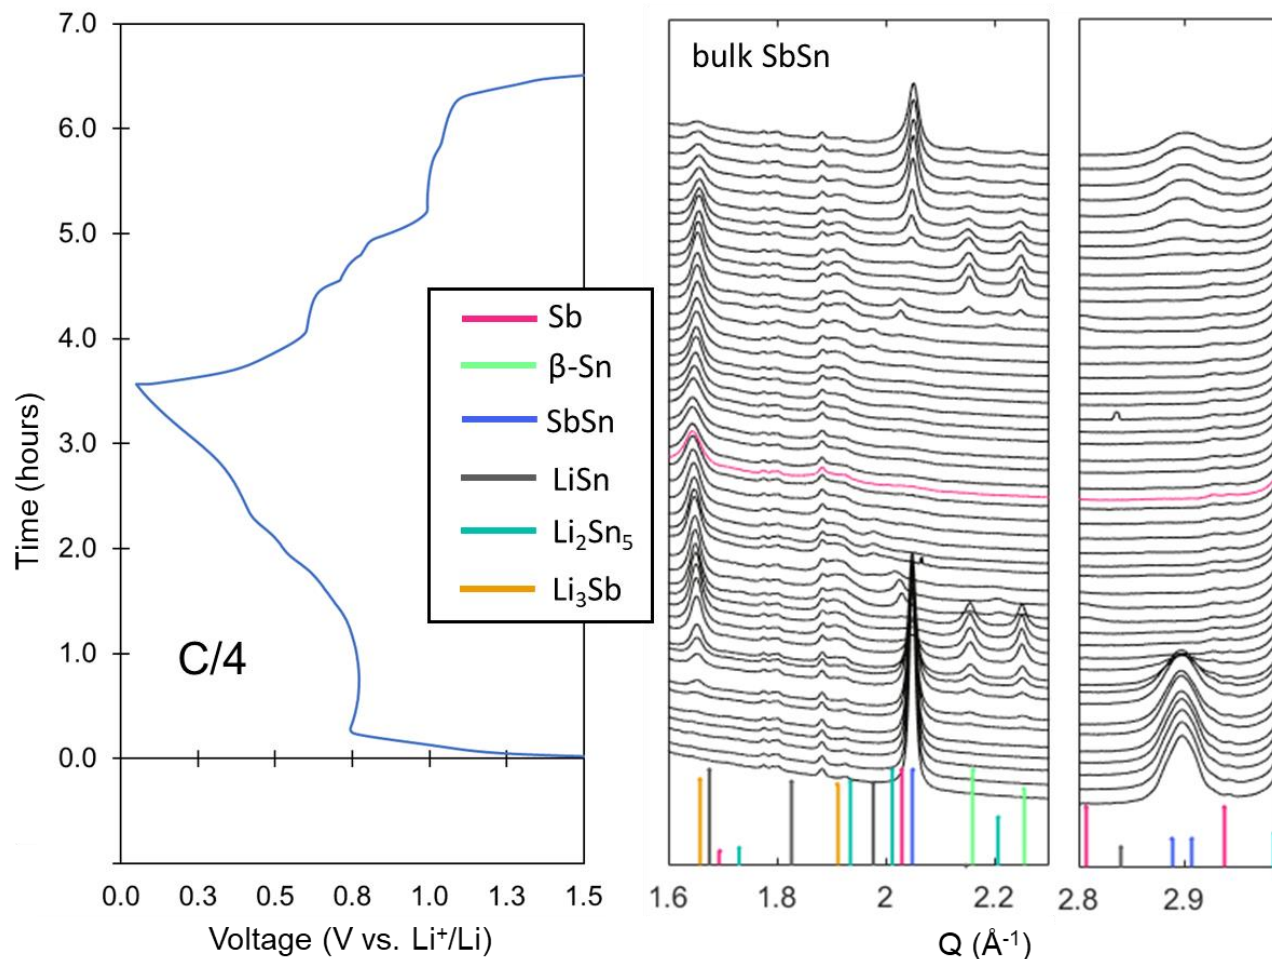 7.0
6.0
5.0
4.0
3.0
2.0
1.0
0.0
Time (hours)
C/4
0.0 0.3 0.5 0.8 1.0 1.3 1.5
Voltage (V vs. Li⁺/Li)
Sb
β-Sn
SbSn
LiSn
Li₂Sn₅
Li₃Sb
bulk SbSn
1.6 1.8 2 2.2 2.8 2.9
Q (Å⁻¹)